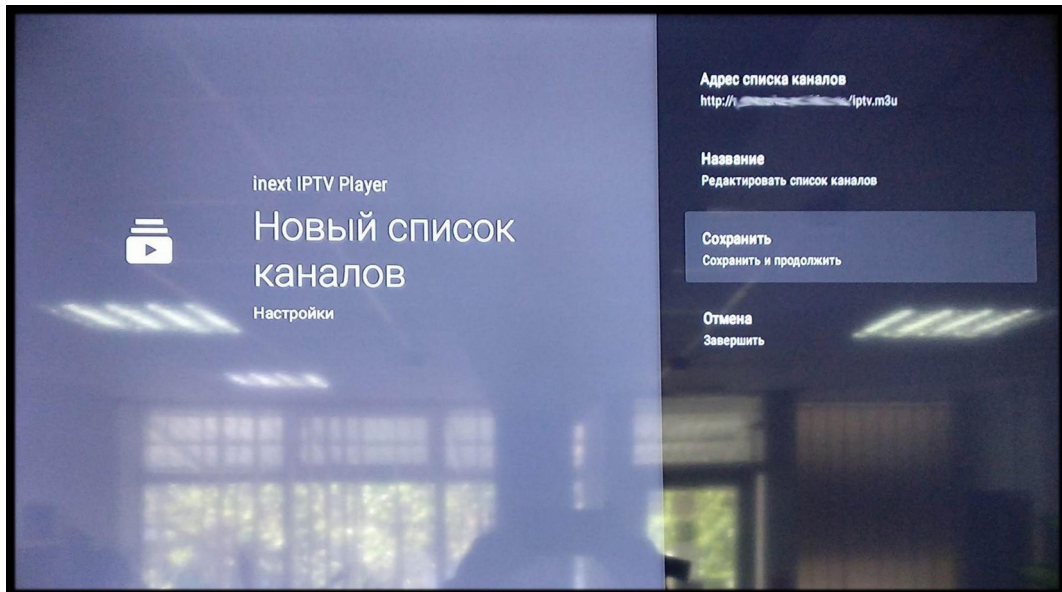 inext IPTV Player
Новый список
каналов
Настройки
Адрес списка каналов
http:// /iptv.m3u
Название
Редактировать список каналов
Сохранить
Сохранить и продолжить
Отмена
Завершить